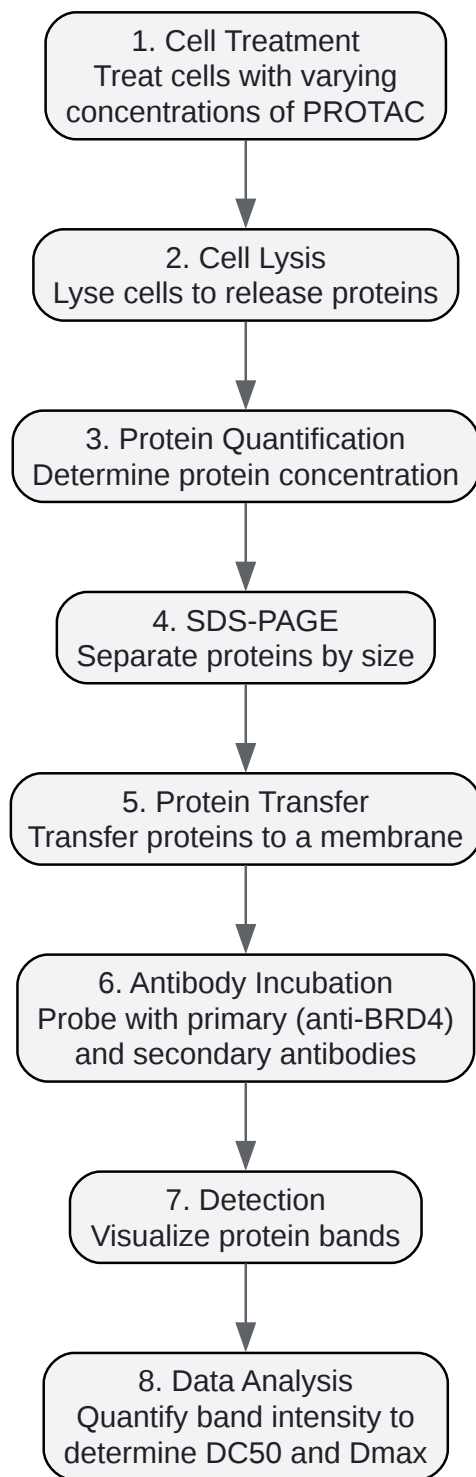 1. Cell Treatment
Treat cells with varying
concentrations of PROTAC
2. Cell Lysis
Lyse cells to release proteins
3. Protein Quantification
Determine protein concentration
4. SDS-PAGE
Separate proteins by size
5. Protein Transfer
Transfer proteins to a membrane
6. Antibody Incubation
Probe with primary (anti-BRD4)
and secondary antibodies
7. Detection
Visualize protein bands
8. Data Analysis
Quantify band intensity to
determine DC50 and Dmax